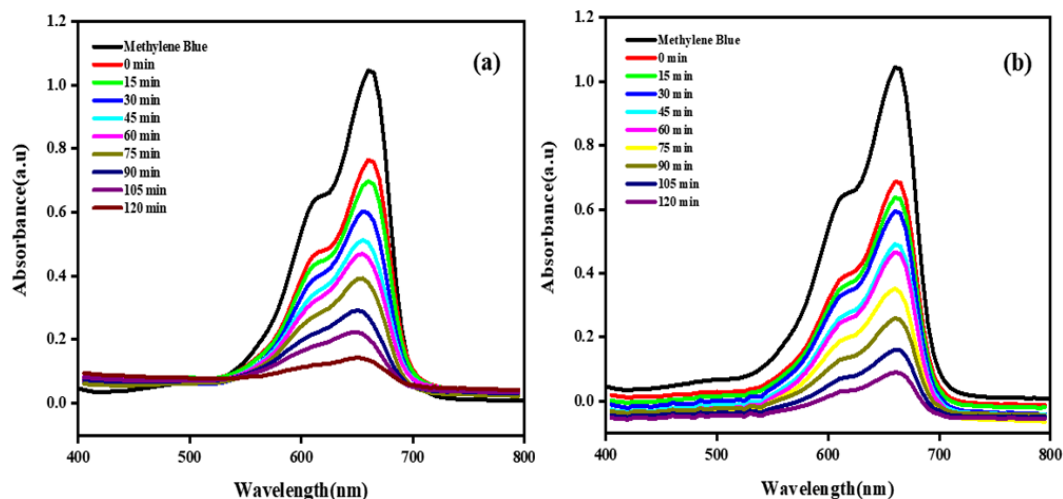 (a)
1.2
1.0
0.8
0.6
0.4
0.2
0.0
Absorbance(a.u)
Methylene Blue
0 min
15 min
30 min
45 min
60 min
75 min
90 min
105 min
120 min
400 500 600 700 800
Wavelength(nm)
(b)
1.2
1.0
0.8
0.6
0.4
0.2
0.0
Absorbance(a.u)
Methylene Blue
0 min
15 min
30 min
45 min
60 min
75 min
90 min
105 min
120 min
400 500 600 700 800
Wavelength(nm)